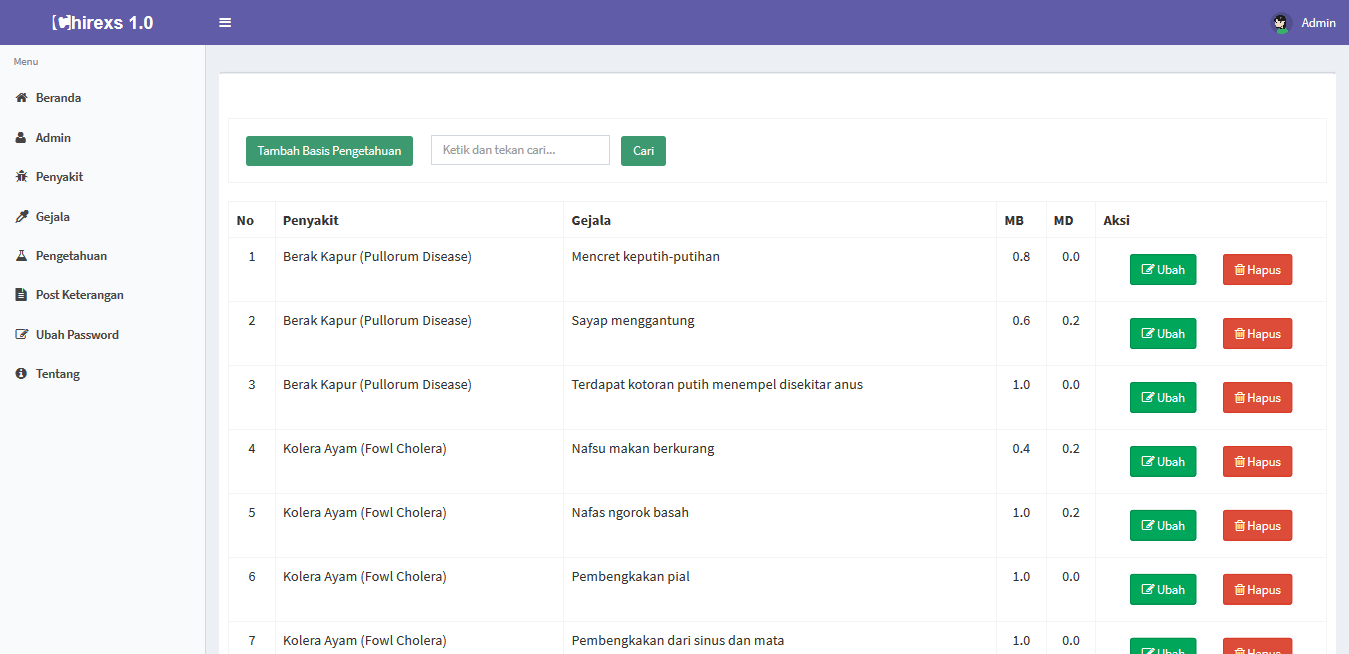 hirexs 1.0
Admin
Menu
Beranda
Admin
Penyakit
Gejala
Pengetahuan
Post Keterangan
Ubah Password
Tentang
Tambah Basis Pengetahuan Ketik dan tekan cari... Cari
No Penyakit Gejala MB MD Aksi
1 Berak Kapur (Pullorum Disease) Mencret keputih-putihan 0.8 0.0 Ubah Hapus
2 Berak Kapur (Pullorum Disease) Sayap menggantung 0.6 0.2 Ubah Hapus
3 Berak Kapur (Pullorum Disease) Terdapat kotoran putih menempel disekitar anus 1.0 0.0 Ubah Hapus
4 Kolera Ayam (Fowl Cholera) Nafsu makan berkurang 0.4 0.2 Ubah Hapus
5 Kolera Ayam (Fowl Cholera) Nafas ngorok basah 1.0 0.2 Ubah Hapus
6 Kolera Ayam (Fowl Cholera) Pembengkakan pial 1.0 0.0 Ubah Hapus
7 Kolera Ayam (Fowl Cholera) Pembengkakan dari sinus dan mata 1.0 0.0 Ubah Hapus